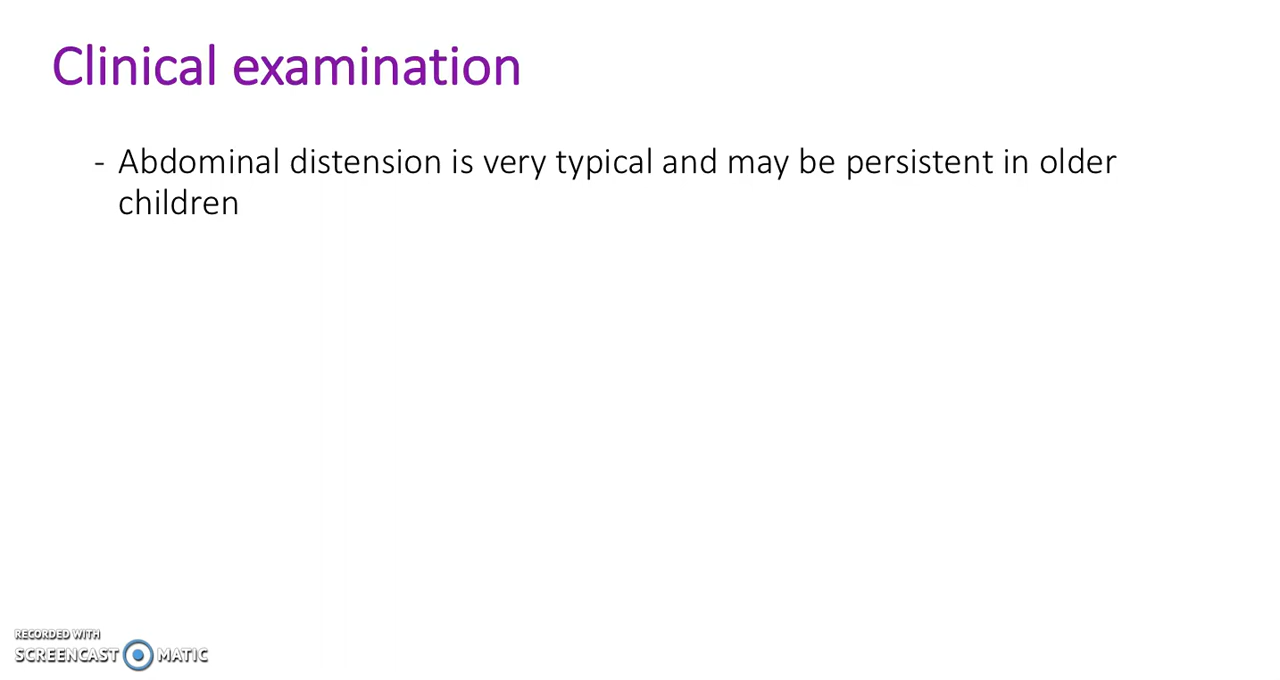 Clinical examination
- Abdominal distension is very typical and may be persistent in older
children
RECORDED WITH
SCREENCAST MATIC